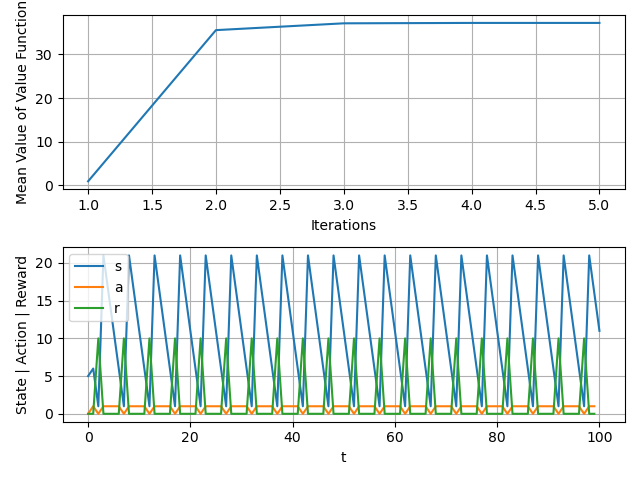 Mean Value of Value Function
30
20
10
0
1.0 1.5 2.0 2.5 3.0 3.5 4.0 4.5 5.0
Iterations
State | Action | Reward
20
15
10
5
0
s
a
r
0 20 40 60 80 100
t